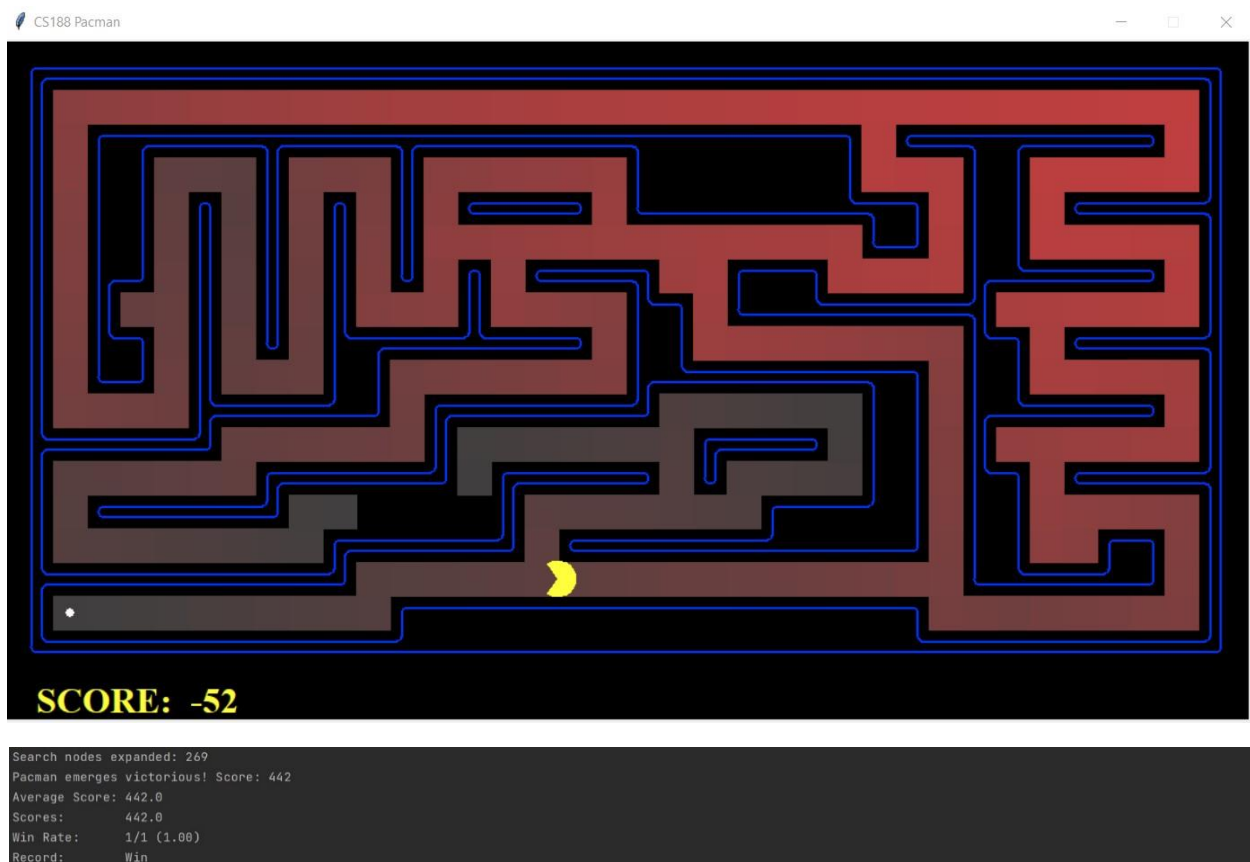 CS188 Pacman
SCORE: -52
Search nodes expanded: 269
Pacman emerges victorious! Score: 442
Average Score: 442.0
Scores:        442.0
Win Rate:      1/1 (1.00)
Record:        Win